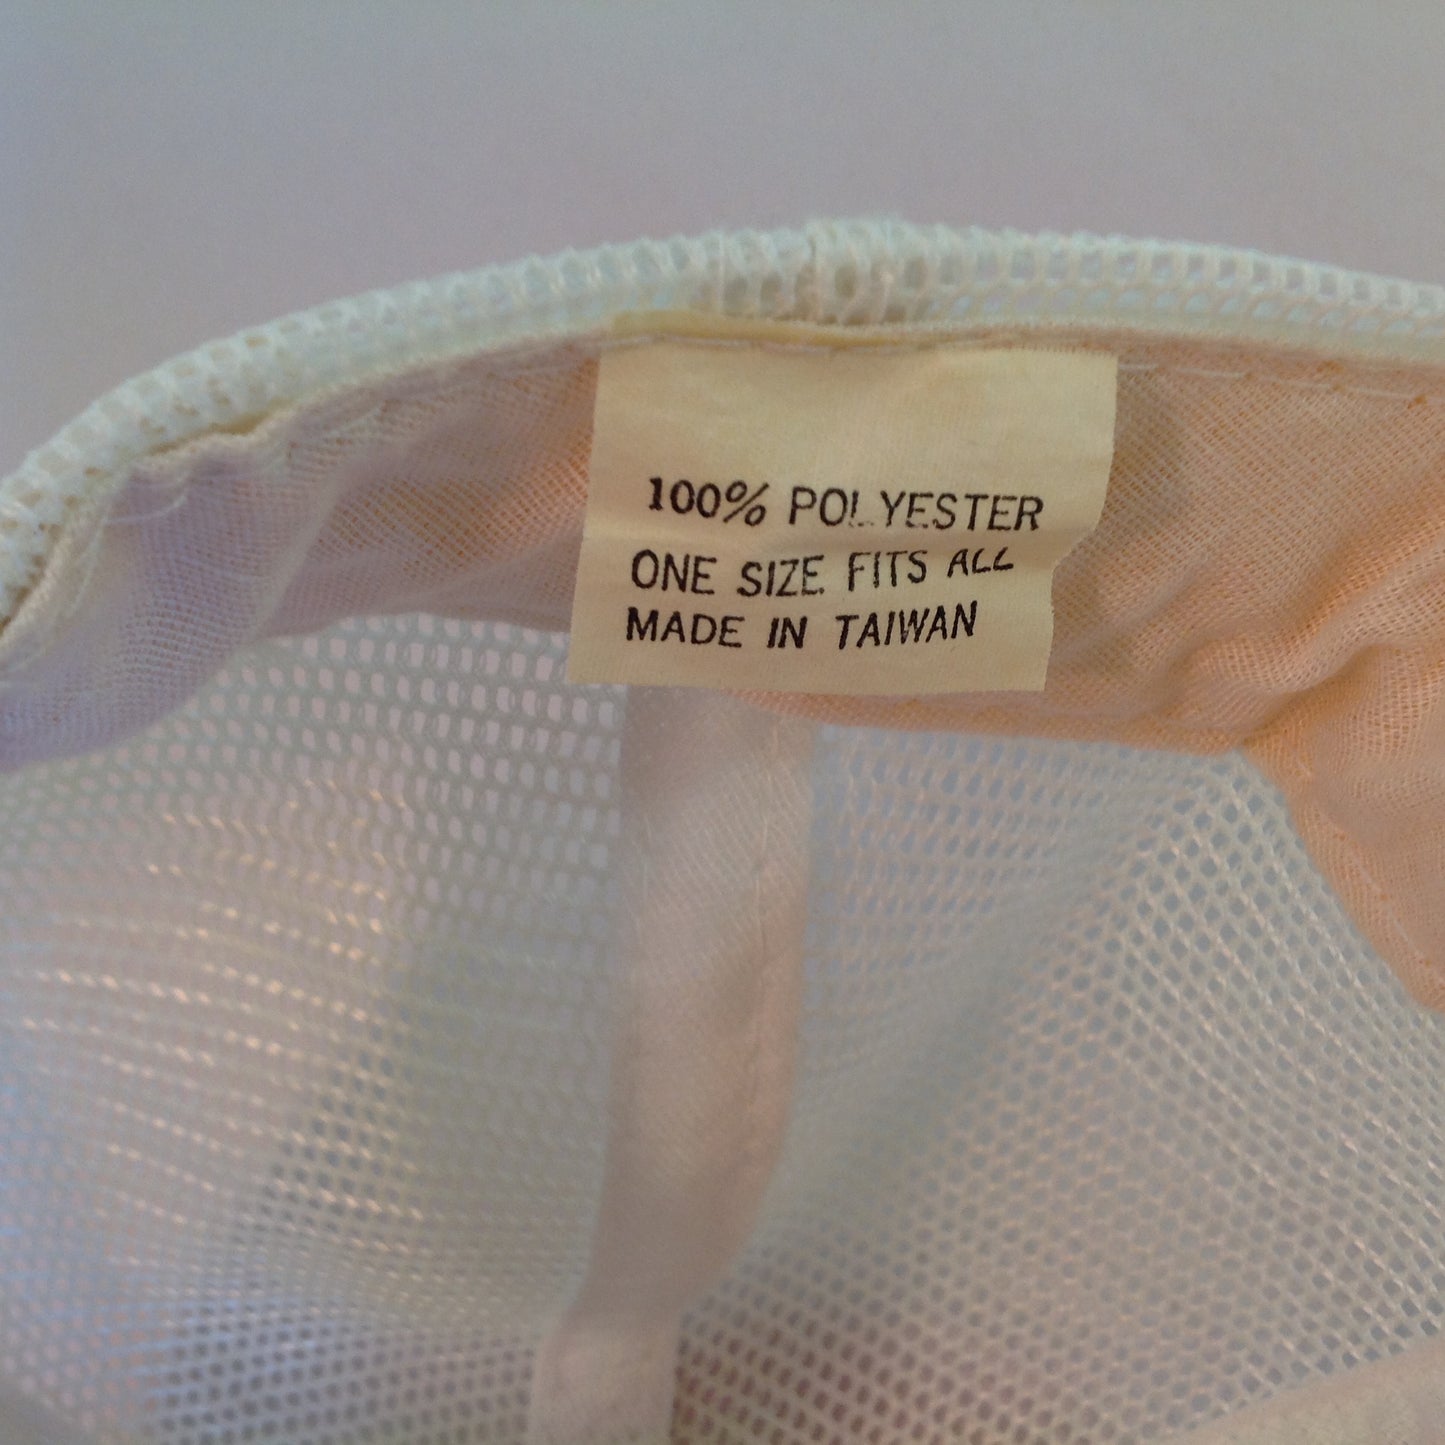 100% POLYESTER
ONE SIZE FITS ALL
MADE IN TAIWAN